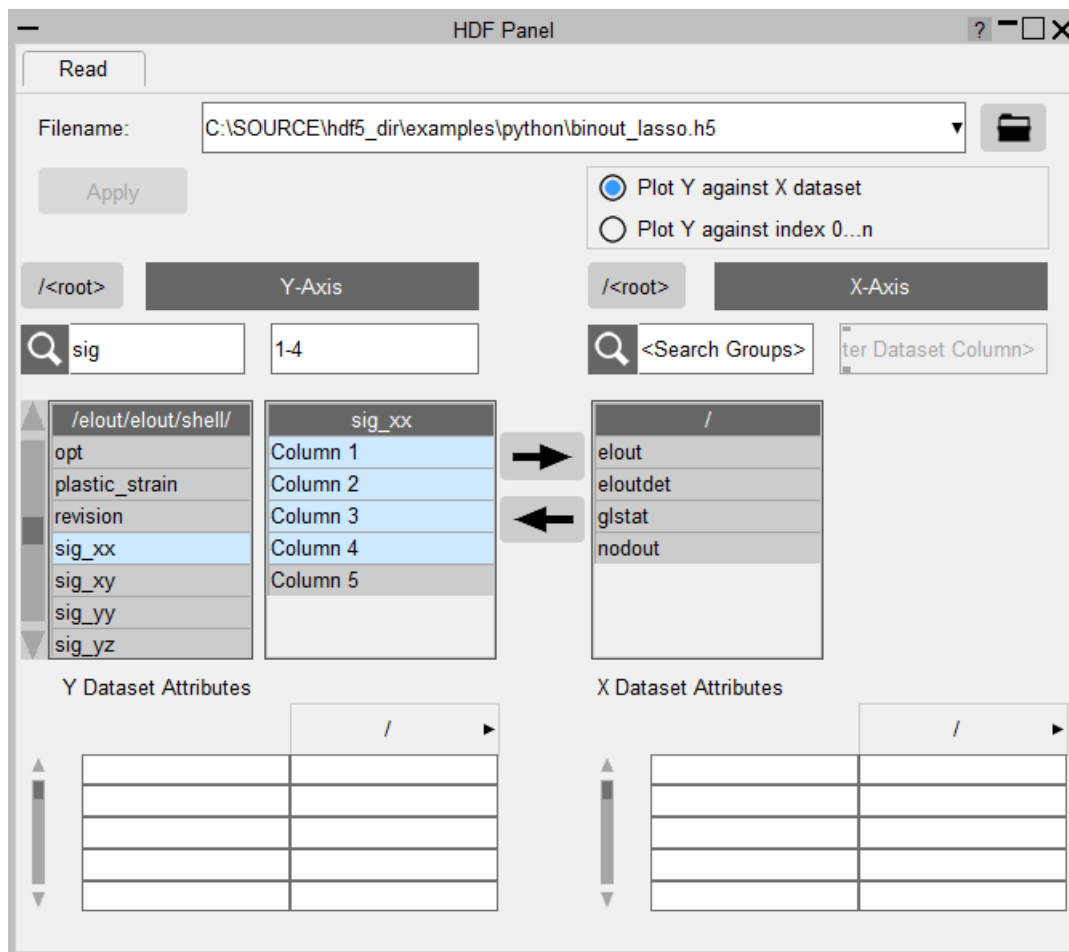 HDF Panel ?
Read
Filename: C:\SOURCE\hdf5_dir\examples\python\binout_lasso.h5
Apply
Plot Y against X dataset
Plot Y against index 0...n
/<root> Y-Axis /<root> X-Axis
sig 1-4 <Search Groups> ter Dataset Column>
/elout/elout/shell/ sig_xx /
opt Column 1 elout
plastic_strain Column 2 eloutdet
revision Column 3 glstat
sig_xx Column 4 nodout
sig_xy Column 5
sig_yy
sig_yz
Y Dataset Attributes X Dataset Attributes
/ /